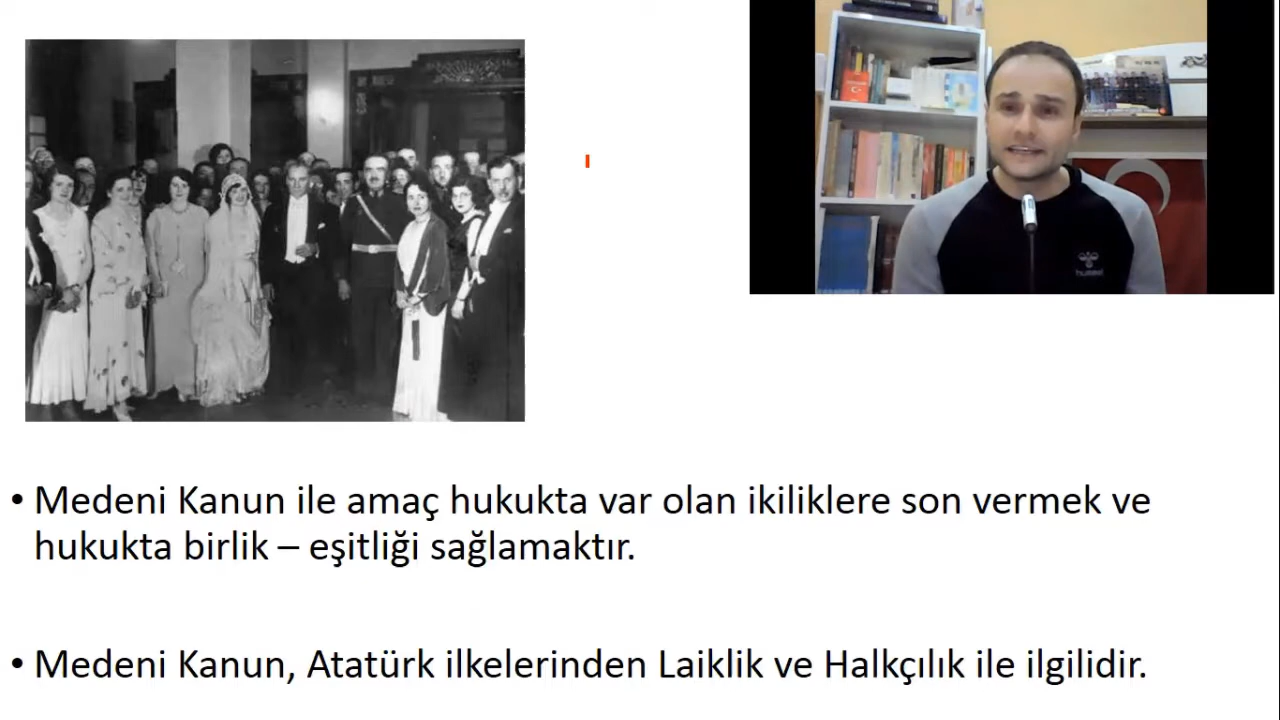 hummel
• Medeni Kanun ile amaç hukukta var olan ikiliklere son vermek ve
hukukta birlik – eşitliği sağlamaktır.
• Medeni Kanun, Atatürk ilkelerinden Laiklik ve Halkçılık ile ilgilidir.